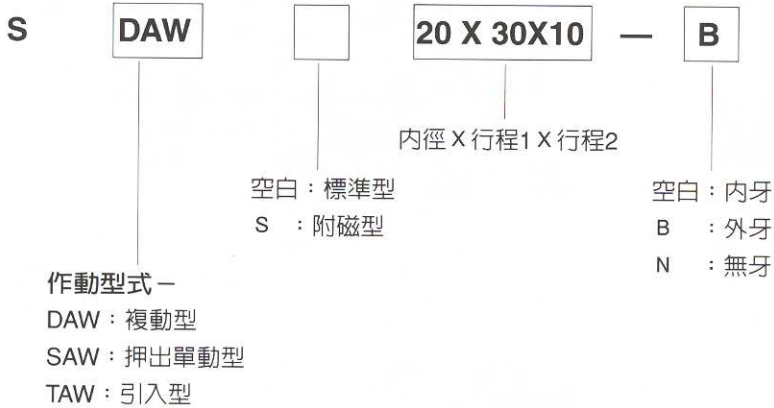 S DAW 20 X 30X10 — B
內徑 X 行程1 X 行程2
空白：標準型
S ：附磁型
空白：內牙
B ：外牙
N ：無牙
作動型式－
DAW：複動型
SAW：押出單動型
TAW：引入型